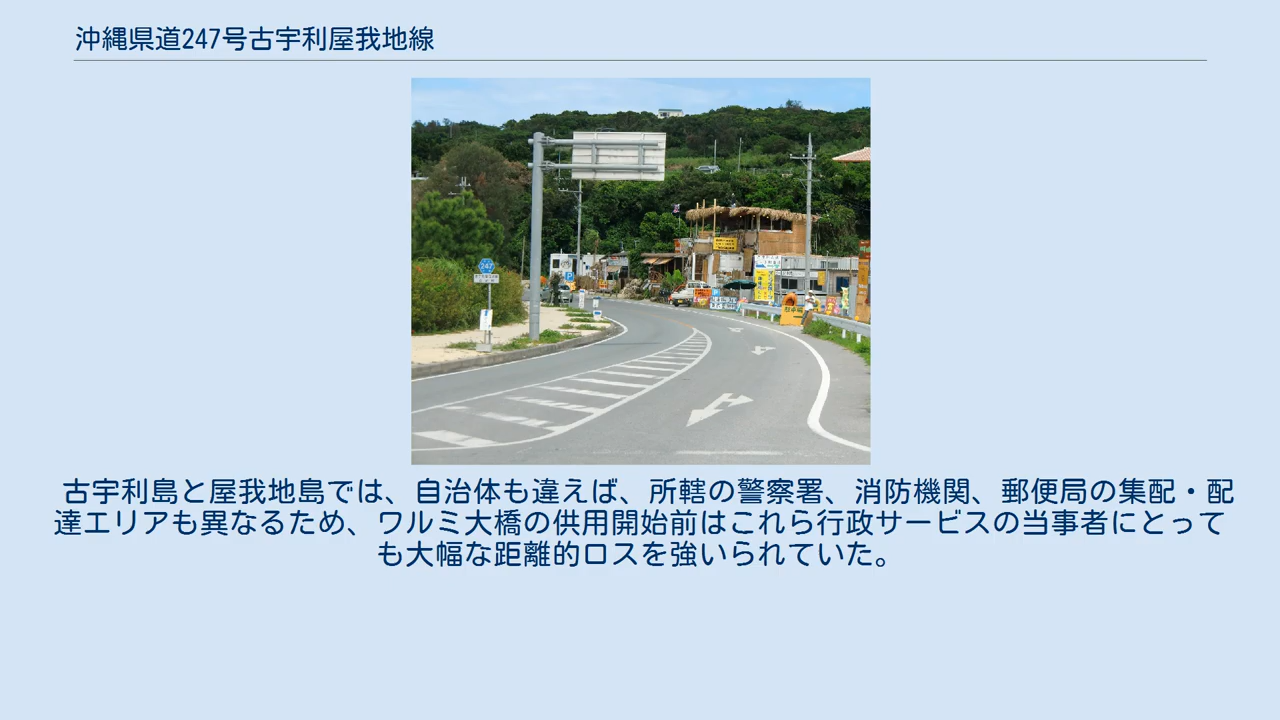 沖縄県道247号古宇利屋我地線
247
P
P
古宇利島と屋我地島では、自治体も違えば、所轄の警察署、消防機関、郵便局の集配・配
達エリアも異なるため、ワルミ大橋の供用開始前はこれら行政サービスの当事者にとって
も大幅な距離的ロスを強いられていた。